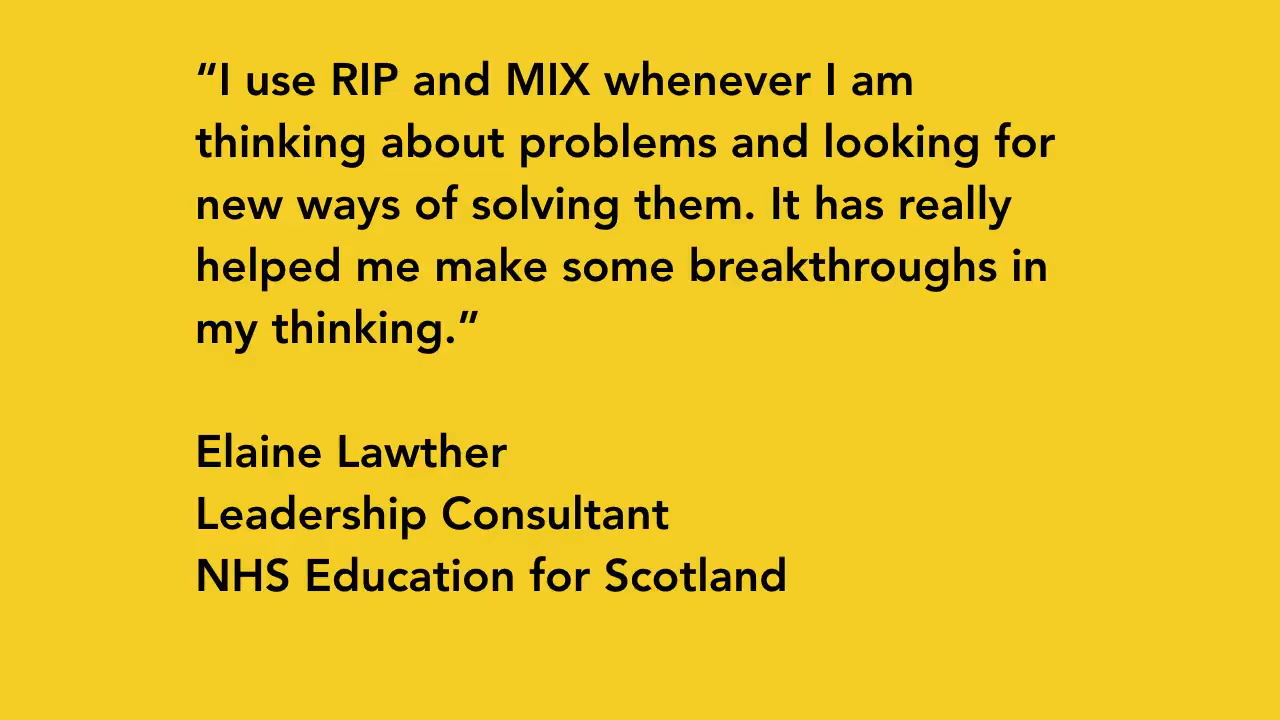 “I use RIP and MIX whenever I am
thinking about problems and looking for
new ways of solving them. It has really
helped me make some breakthroughs in
my thinking.”
Elaine Lawther
Leadership Consultant
NHS Education for Scotland